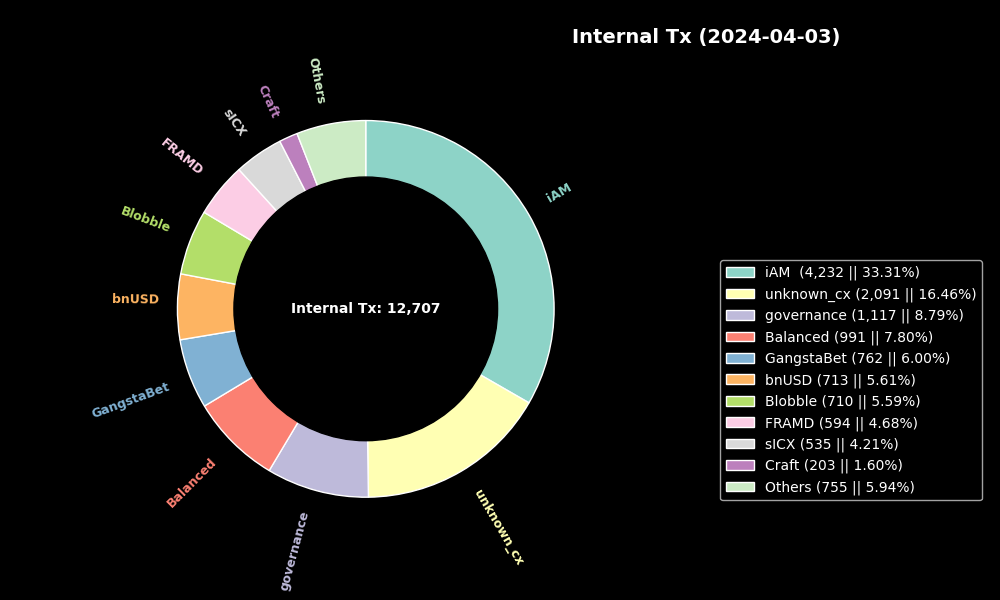 Internal Tx (2024-04-03)
Others
Craft
sICX
FRAMD
iAM
Blobble
bnUSD
Internal Tx: 12,707
GangstaBet
Balanced
unknown_cx
governance
iAM  (4,232 || 33.31%)
unknown_cx (2,091 || 16.46%)
governance (1,117 || 8.79%)
Balanced (991 || 7.80%)
GangstaBet (762 || 6.00%)
bnUSD (713 || 5.61%)
Blobble (710 || 5.59%)
FRAMD (594 || 4.68%)
sICX (535 || 4.21%)
Craft (203 || 1.60%)
Others (755 || 5.94%)